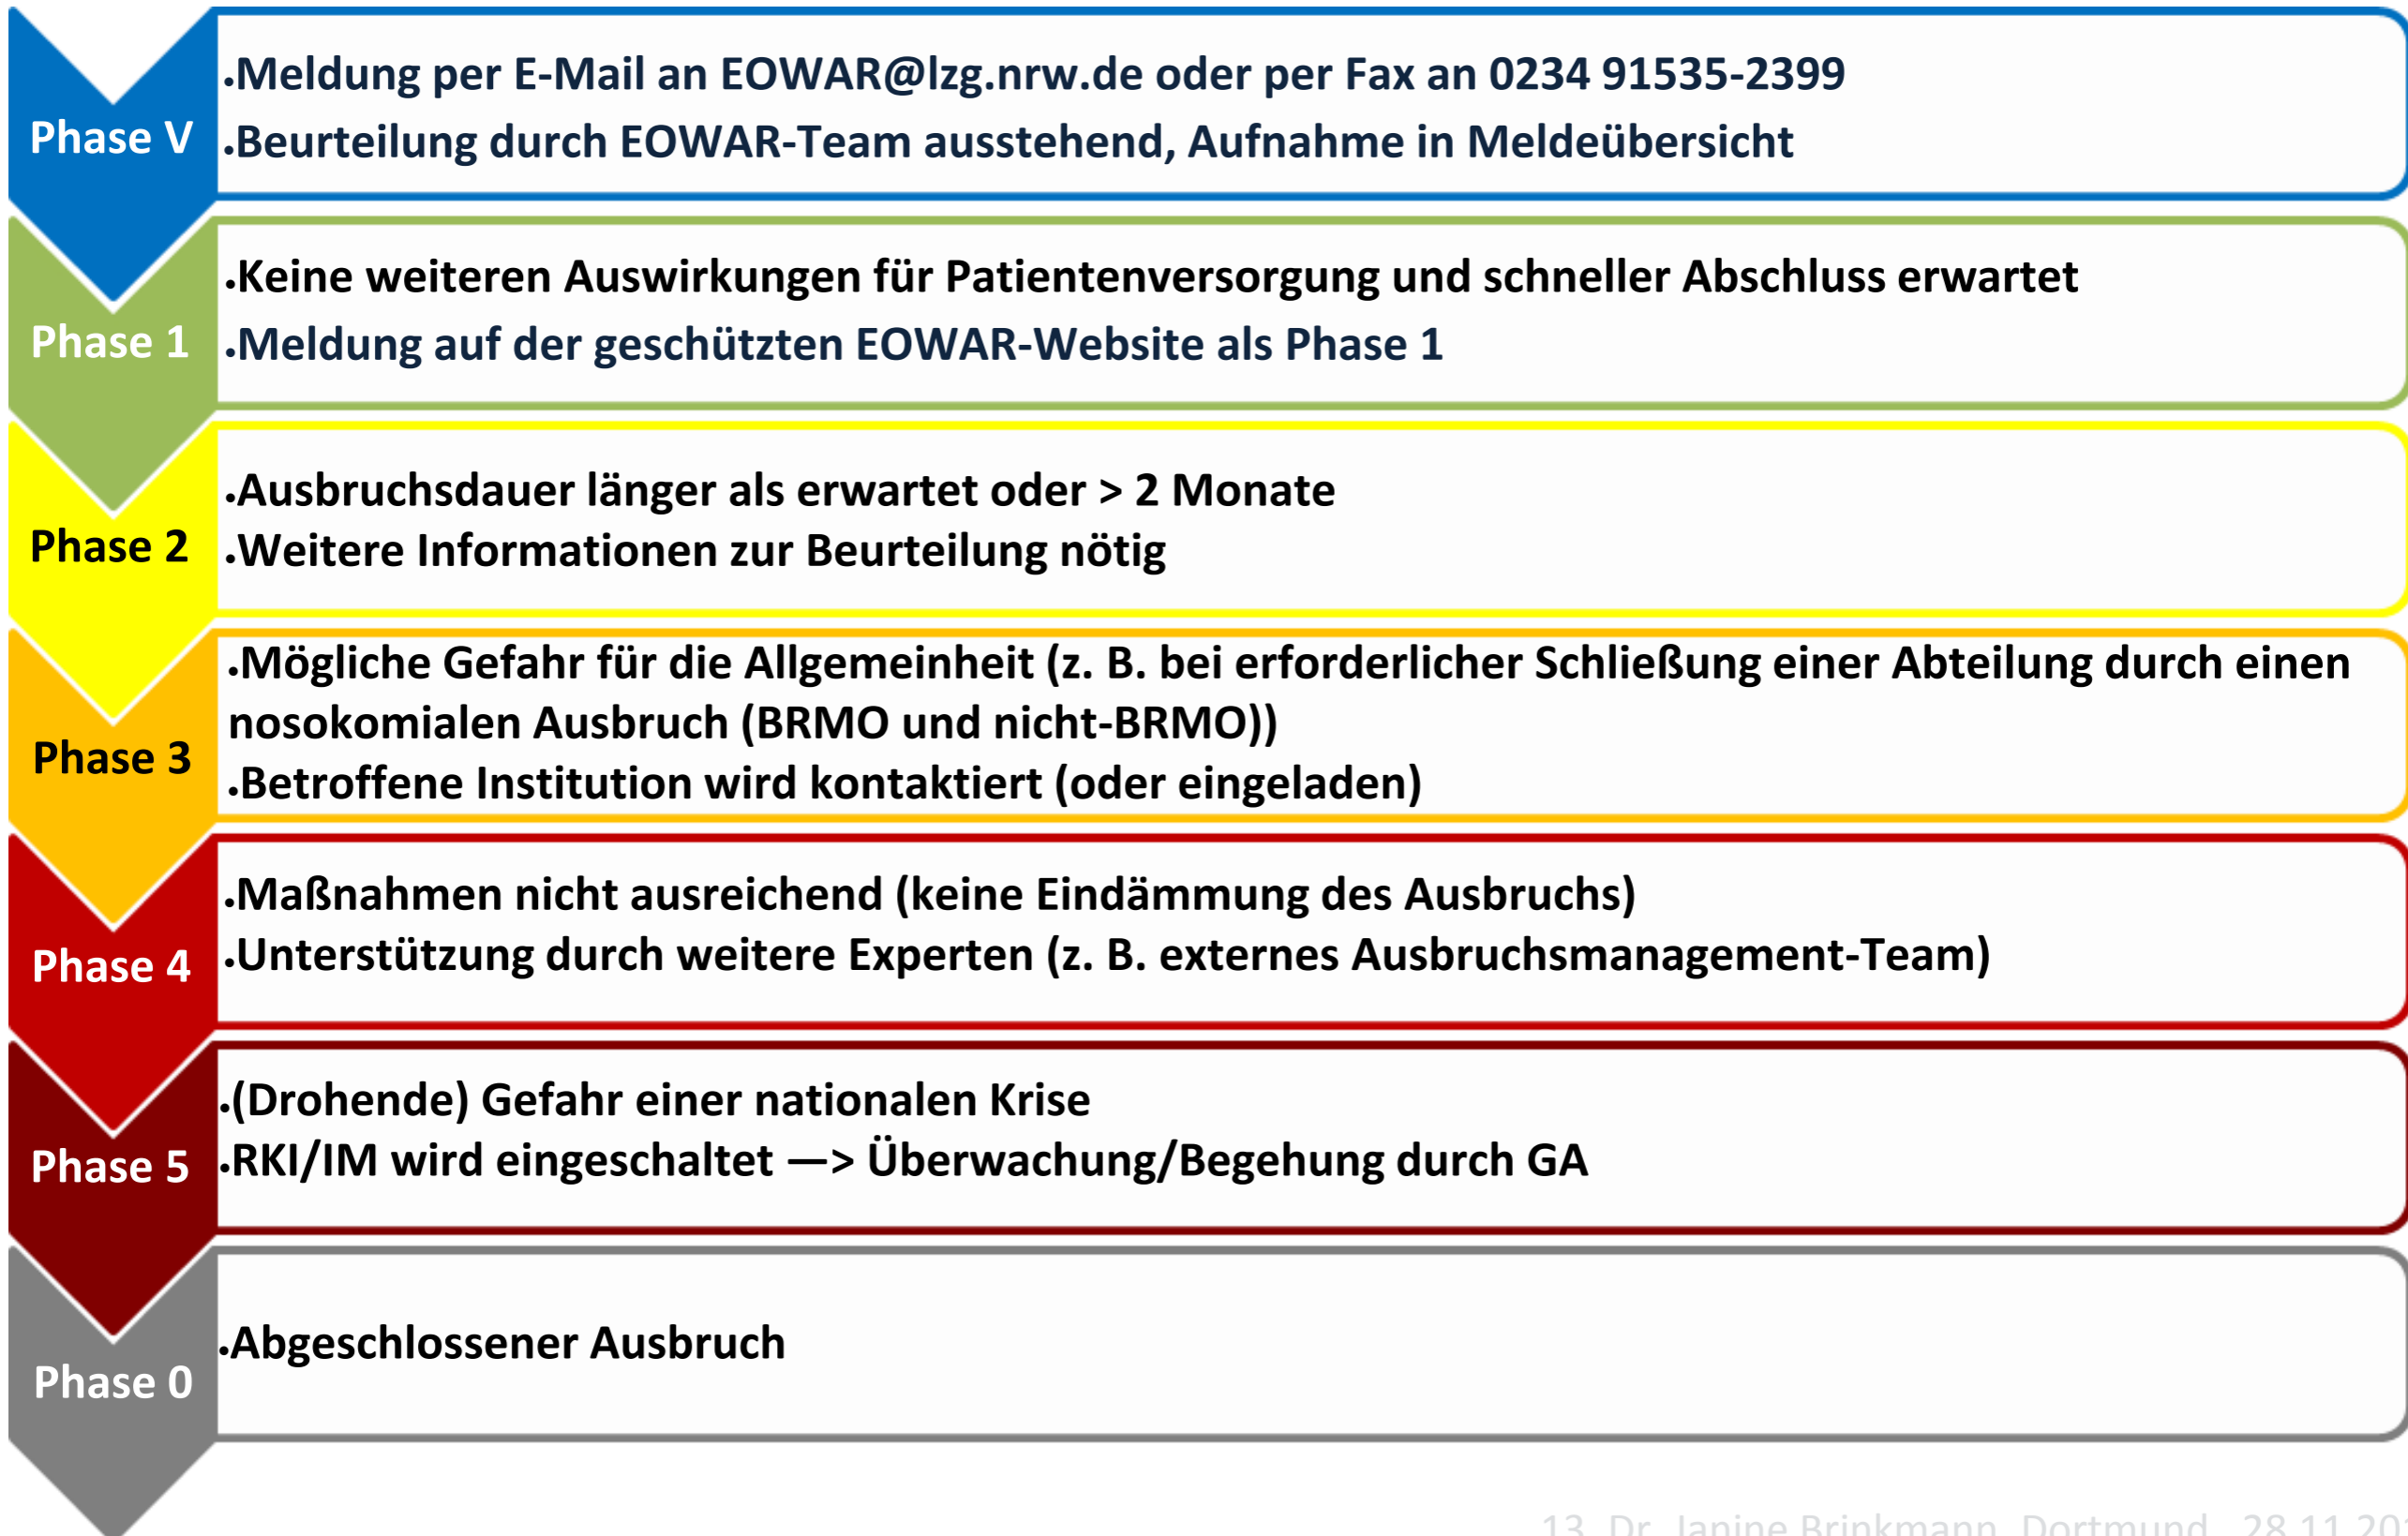 Phase V
.Meldung per E-Mail an EOWAR@lzg.nrw.de oder per Fax an 0234 91535-2399
.Beurteilung durch EOWAR-Team ausstehend, Aufnahme in Meldeübersicht
Phase 1
.Keine weiteren Auswirkungen für Patientenversorgung und schneller Abschluss erwartet
.Meldung auf der geschützten EOWAR-Website als Phase 1
Phase 2
.Ausbruchsdauer länger als erwartet oder > 2 Monate
.Weitere Informationen zur Beurteilung nötig
Phase 3
.Mögliche Gefahr für die Allgemeinheit (z. B. bei erforderlicher Schließung einer Abteilung durch einen
nosokomialen Ausbruch (BRMO und nicht-BRMO))
.Betroffene Institution wird kontaktiert (oder eingeladen)
Phase 4
.Maßnahmen nicht ausreichend (keine Eindämmung des Ausbruchs)
.Unterstützung durch weitere Experten (z. B. externes Ausbruchsmanagement-Team)
Phase 5
.(Drohende) Gefahr einer nationalen Krise
.RKI/IM wird eingeschaltet —> Überwachung/Begehung durch GA
Phase 0
.Abgeschlossener Ausbruch
13 Dr. Janine Brinkmann, Dortmund,